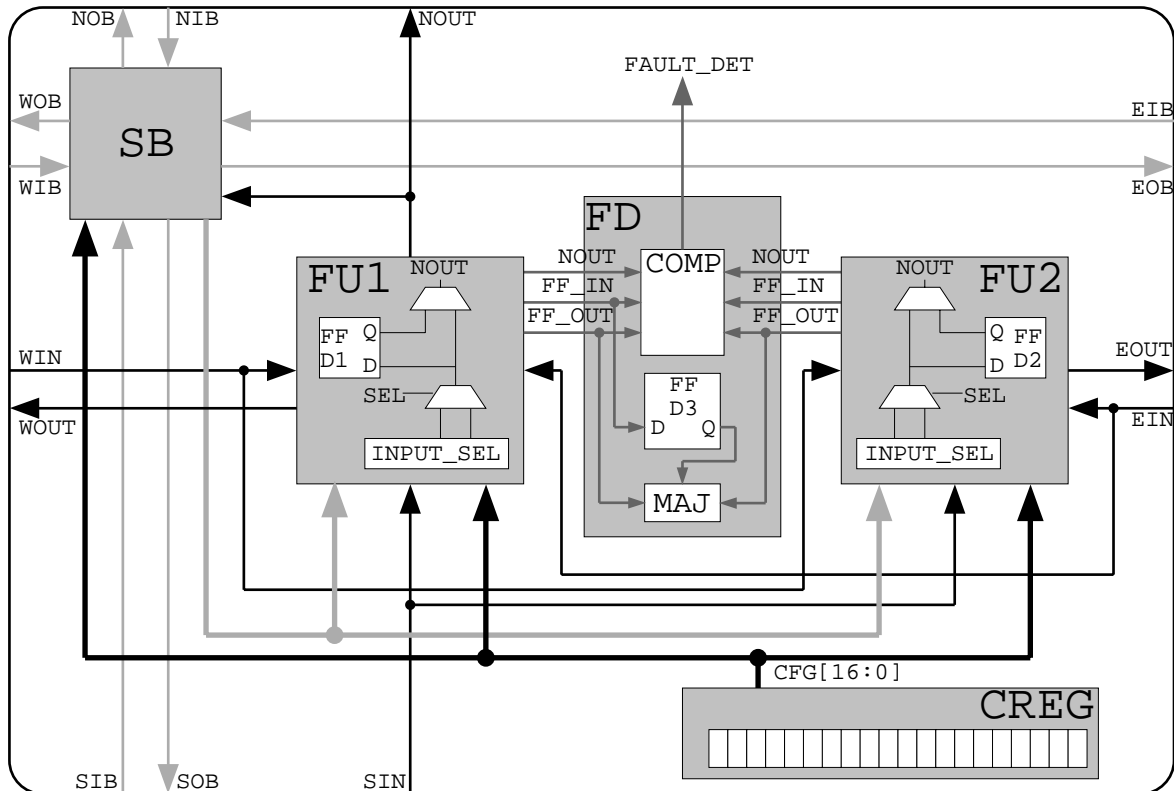 NOB
NIB
NOUT
FAULT_DET
WOB
EIB
SB
WIB
EOB
FD
FU1
NOUT
NOUT
COMP
NOUT
NOUT
FU2
FF_IN
FF_IN
FF_OUT
FF_OUT
FF
D1
Q
D
Q
D
FF
D2
WIN
EOUT
SEL
FF
D3
D
Q
SEL
WOUT
EIN
INPUT_SEL
INPUT_SEL
MAJ
CFG[16:0]
CREG
SIB
SOB
SIN